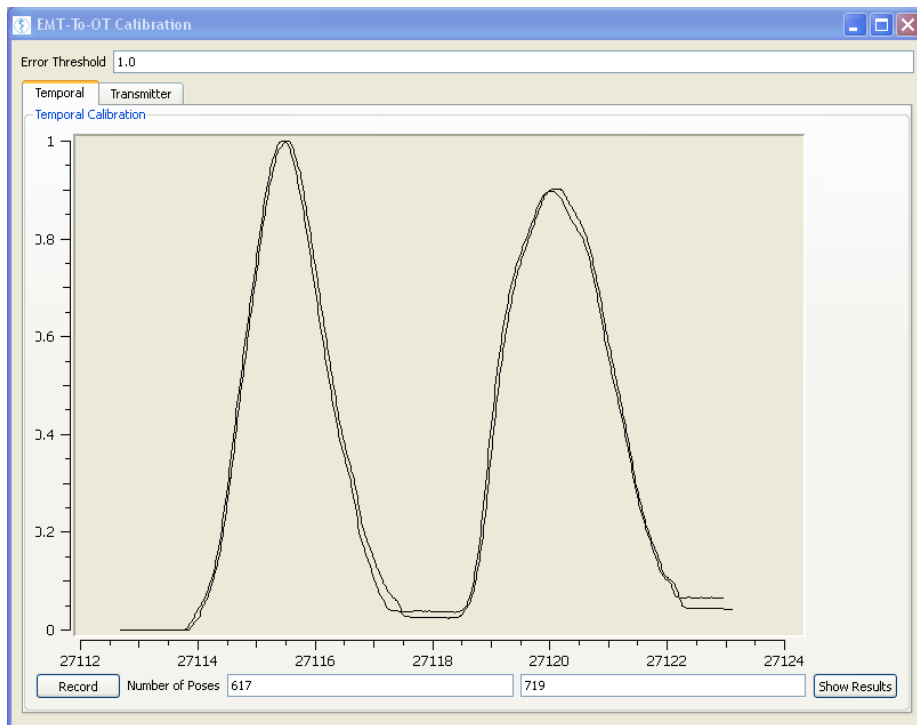 EMT-To-OT Calibration
Error Threshold 1.0
Temporal Transmitter
Temporal Calibration
1
0.8
0.6
0.4
0.2
0
27112 27114 27116 27118 27120 27122 27124
Record Number of Poses 617 719 Show Results